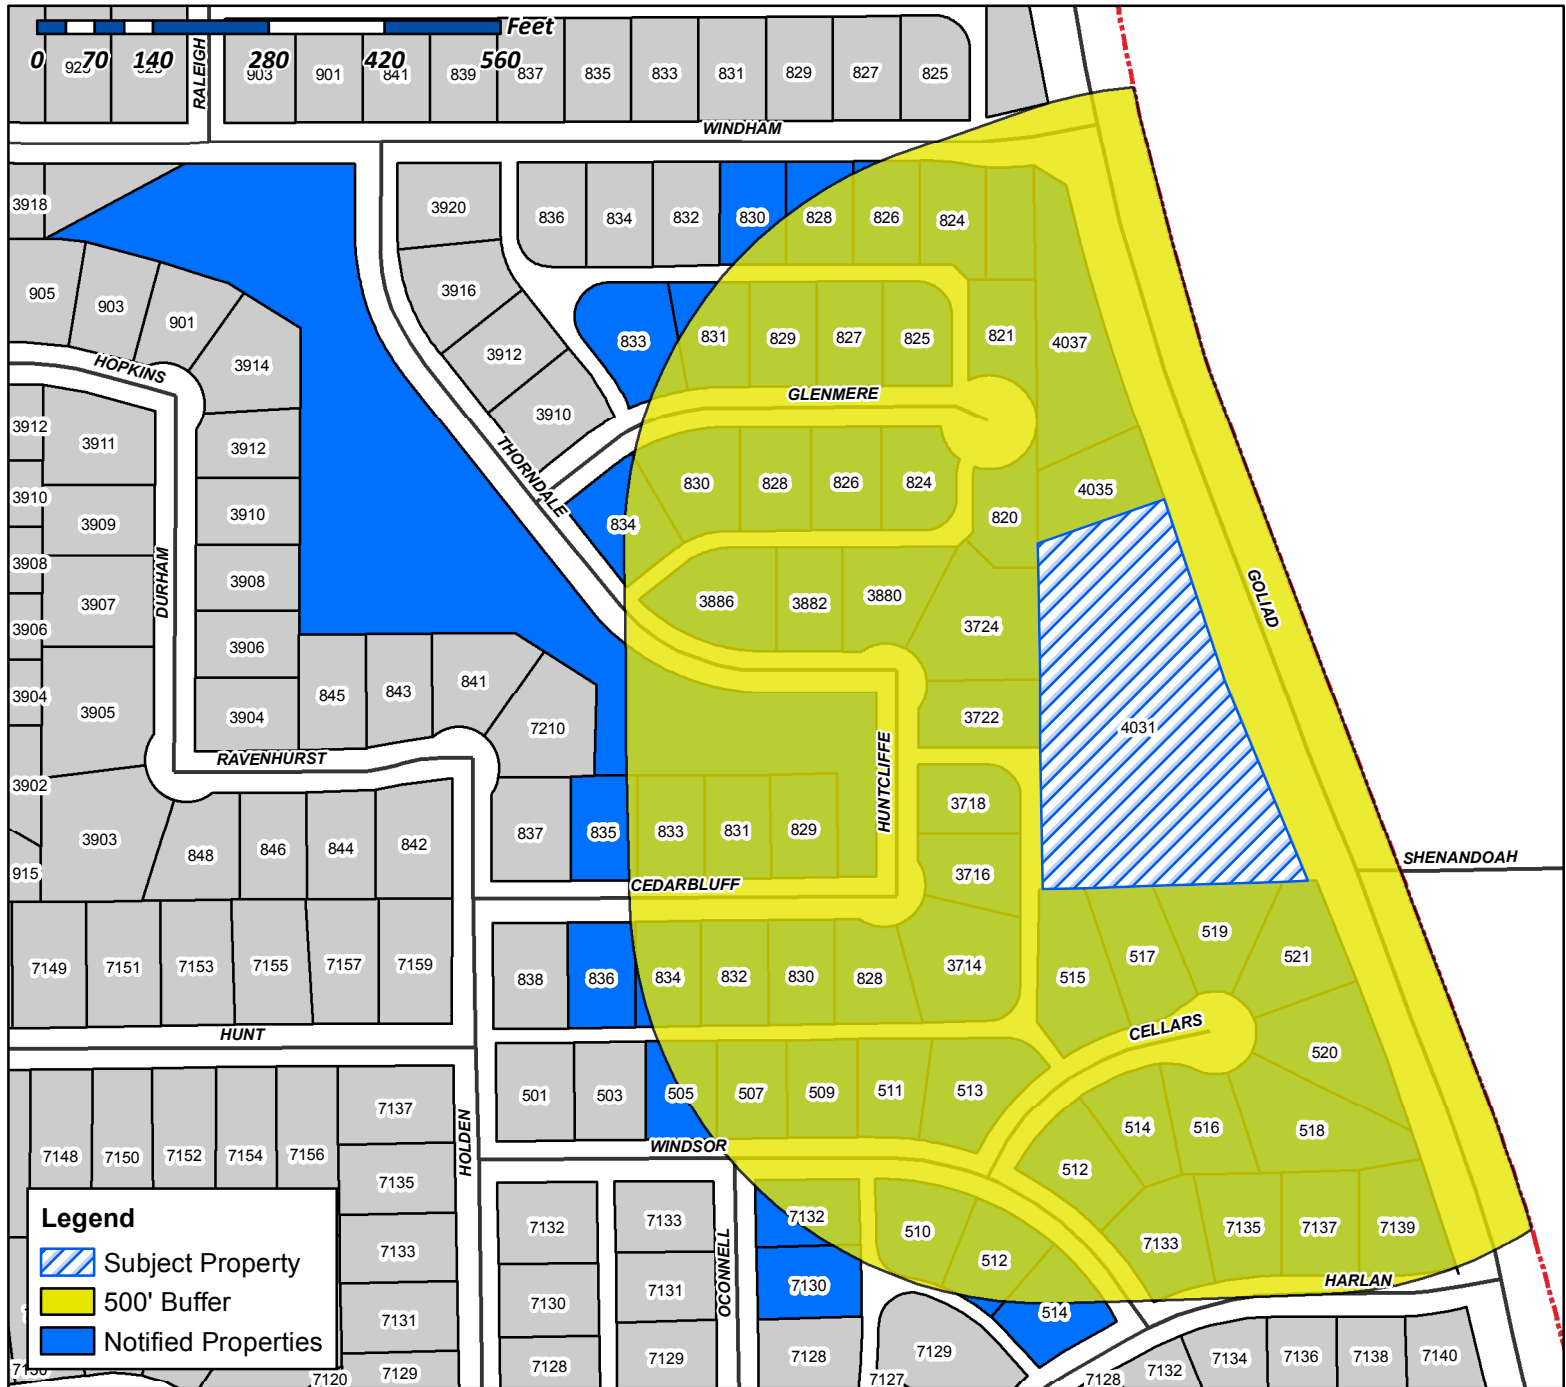 Feet
0 70 140 280 420 560
RALEIGH
903 901 841 839 837 835 833 831 829 827 825
WINDHAM
3918 3920 836 834 832 830 828 826 824
905 903 901 3916 833 831 829 827 825 821 4037
3914 3912 GLENMERE
HOPKINS 3910
3912 3911 3912 THORNDALE 830 828 826 824 4035
3910 3909 3910 834 820
3908 3907 DURHAM 3908 3886 3882 3880 GOLIAD
3906 3906 3724
3904 3905 3904 845 843 841 7210 3722 4031
RAVENHURST HUNTCLIFFE
3902 3903 848 846 844 842 837 835 833 831 829 3718
915 CEDARBLUFF 3716 SHENANDOAH
7149 7151 7153 7155 7157 7159 838 836 834 832 830 828 3714 515 517 519 521
HUNT CELLARS
501 503 505 507 509 511 513 520
7137 HOLDEN WINDSOR 514 516 518
7148 7150 7152 7154 7156 7135 512
7132 7133 7132 510 7133 7135 7137 7139
7133 OCONNELL 512
7130 7131 7130 514 HARLAN
7131
7128 7129 7128 7129 7134 7136 7138 7140
7120 7129 7127 7128 7132
Legend
Subject Property
500' Buffer
Notified Properties